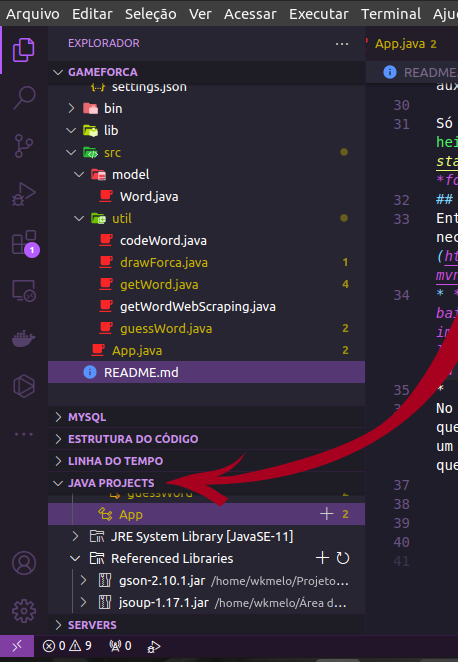 Arquivo Editar Seleção Ver Acessar Executar Terminal Aju
EXPLORADOR ...
GAMEFORCA
settings.json
bin
lib
src
model
Word.java
util
codeWord.java
drawForca.java 1
getWord.java 4
getWordWebScraping.java
guessWord.java 2
App.java 2
README.md
MYSQL
ESTRUTURA DO CÓDIGO
LINHA DO TEMPO
JAVA PROJECTS
guessWord 2
App 2
JRE System Library [JavaSE-11]
Referenced Libraries
gson-2.10.1.jar /home/wkmelo/Projeto...
jsoup-1.17.1.jar /home/wkmelo/Área d...
SERVERS
1
0 9 0
App.java 2
README
aux
30
31 Só
hei
sta
*fo
32 ##
33 Ent
nec
(ht
mvn
34 * *
bai
im
35 *
36 No
que
um
que
37
38
39
40
41